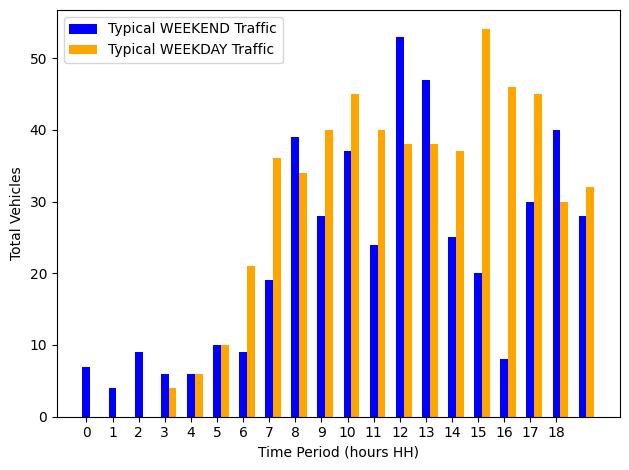 Typical WEEKEND Traffic
Typical WEEKDAY Traffic
50
40
30
20
10
0
Total Vehicles
0 1 2 3 4 5 6 7 8 9 10 11 12 13 14 15 16 17 18
Time Period (hours HH)